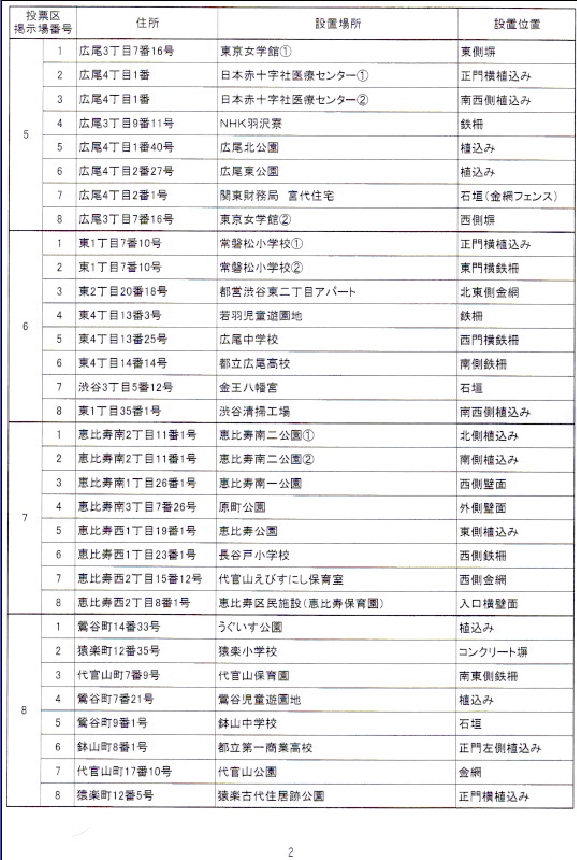 投票区
掲示場番号 住所 設置場所 設置位置
5
1 広尾3丁目7番16号 東京女学館① 東側塀
2 広尾4丁目1番 日本赤十字社医療センター① 正門横植込み
3 広尾4丁目1番 日本赤十字社医療センター② 南西側植込み
4 広尾3丁目9番11号 NHK羽沢寮 鉄柵
5 広尾4丁目1番40号 広尾北公園 植込み
6 広尾4丁目2番27号 広尾東公園 植込み
7 広尾4丁目2番1号 関東財務局 宮代住宅 石垣(金網フェンス)
8 広尾3丁目7番16号 東京女学館② 西側塀
6
1 東1丁目7番10号 常磐松小学校① 正門横植込み
2 東1丁目7番10号 常磐松小学校② 東門横鉄柵
3 東2丁目20番18号 都営渋谷東二丁目アパート 北東側金網
4 東4丁目13番3号 若羽児童遊園地 鉄柵
5 東4丁目13番25号 広尾中学校 西門横鉄柵
6 東4丁目14番14号 都立広尾高校 南側鉄柵
7 渋谷3丁目5番12号 金王八幡宮 石垣
8 東1丁目35番1号 渋谷清掃工場 南西側植込み
7
1 恵比寿南2丁目11番1号 恵比寿南二公園① 北側植込み
2 恵比寿南2丁目11番1号 恵比寿南二公園② 南側植込み
3 恵比寿南1丁目26番1号 恵比寿南一公園 西側壁面
4 恵比寿南3丁目7番26号 原町公園 外側壁面
5 恵比寿西1丁目19番1号 恵比寿公園 東側植込み
6 恵比寿西1丁目23番1号 長谷戸小学校 西側鉄柵
7 恵比寿西2丁目15番12号 代官山えびすにし保育室 西側金網
8 恵比寿西2丁目8番1号 恵比寿区民施設(恵比寿保育園) 入口横壁面
8
1 鶯谷町14番33号 うぐいす公園 植込み
2 猿楽町12番35号 猿楽小学校 コンクリート塀
3 代官山町7番9号 代官山保育園 南東側鉄柵
4 鶯谷町7番21号 鶯谷児童遊園地 植込み
5 鶯谷町9番1号 鉢山中学校 石垣
6 鉢山町8番1号 都立第一商業高校 正門左側植込み
7 代官山町17番10号 代官山公園 金網
8 猿楽町12番5号 猿楽古代住居跡公園 正門横植込み
2